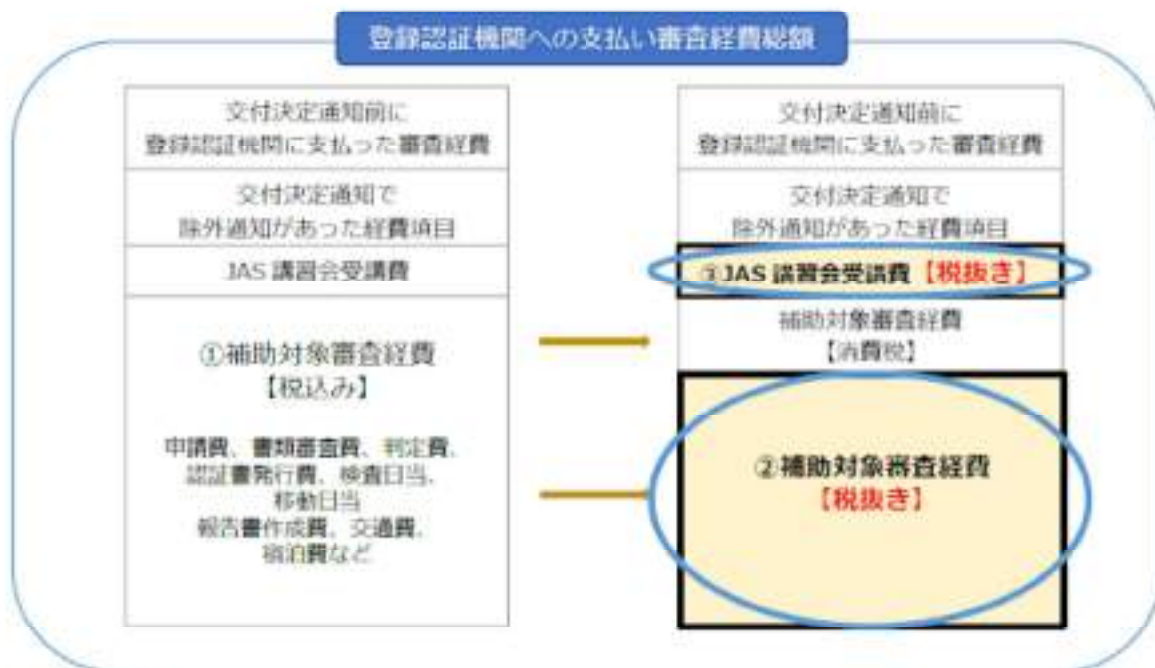 登録認証機関への支払い審査経費総額
交付決定通知前に
登録認証機関に支払った審査経費
交付決定通知で
除外通知があった経費項目
JAS 講習会受講費
①補助対象審査経費
【税込み】
申請費、書類審査費、判定費、
認証書発行費、検査日当、
移動日当
報告書作成費、交通費、
宿泊費など
交付決定通知前に
登録認証機関に支払った審査経費
交付決定通知で
除外通知があった経費項目
③JAS 講習会受講費【税抜き】
補助対象審査経費
【消費税】
②補助対象審査経費
【税抜き】